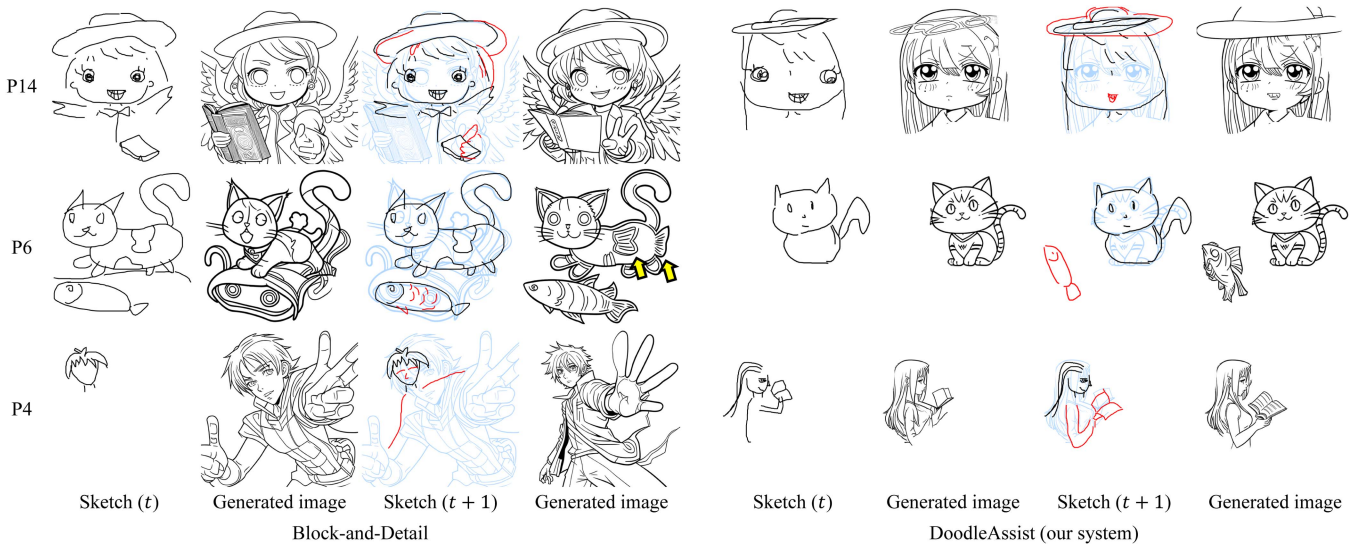 P14
P6
P4
Sketch (t) Generated image Sketch (t + 1) Generated image Sketch (t) Generated image Sketch (t + 1) Generated image
Block-and-Detail DoodleAssist (our system)